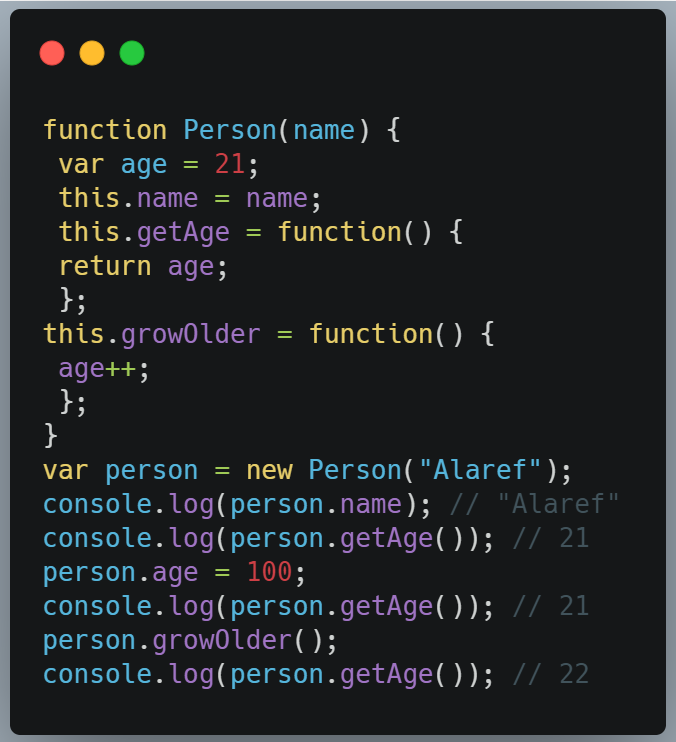 function Person(name) {
 var age = 21;
 this.name = name;
 this.getAge = function() {
 return age;
 };
this.growOlder = function() {
 age++;
 };
}
var person = new Person("Alaref");
console.log(person.name); // "Alaref"
console.log(person.getAge()); // 21
person.age = 100;
console.log(person.getAge()); // 21
person.growOlder();
console.log(person.getAge()); // 22